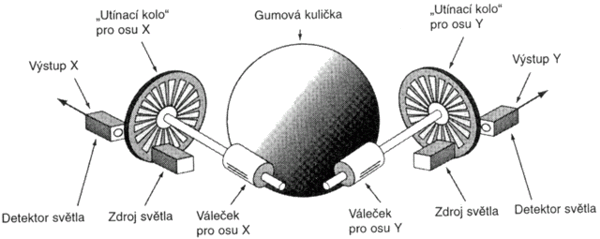 „Utínací kolo“
pro osu X
Gumová kulička
„Utínací kolo“
pro osu Y
Výstup X
Výstup Y
Detektor světla
Zdroj světla
Váleček
pro osu X
Váleček
pro osu Y
Zdroj světla
Detektor světla